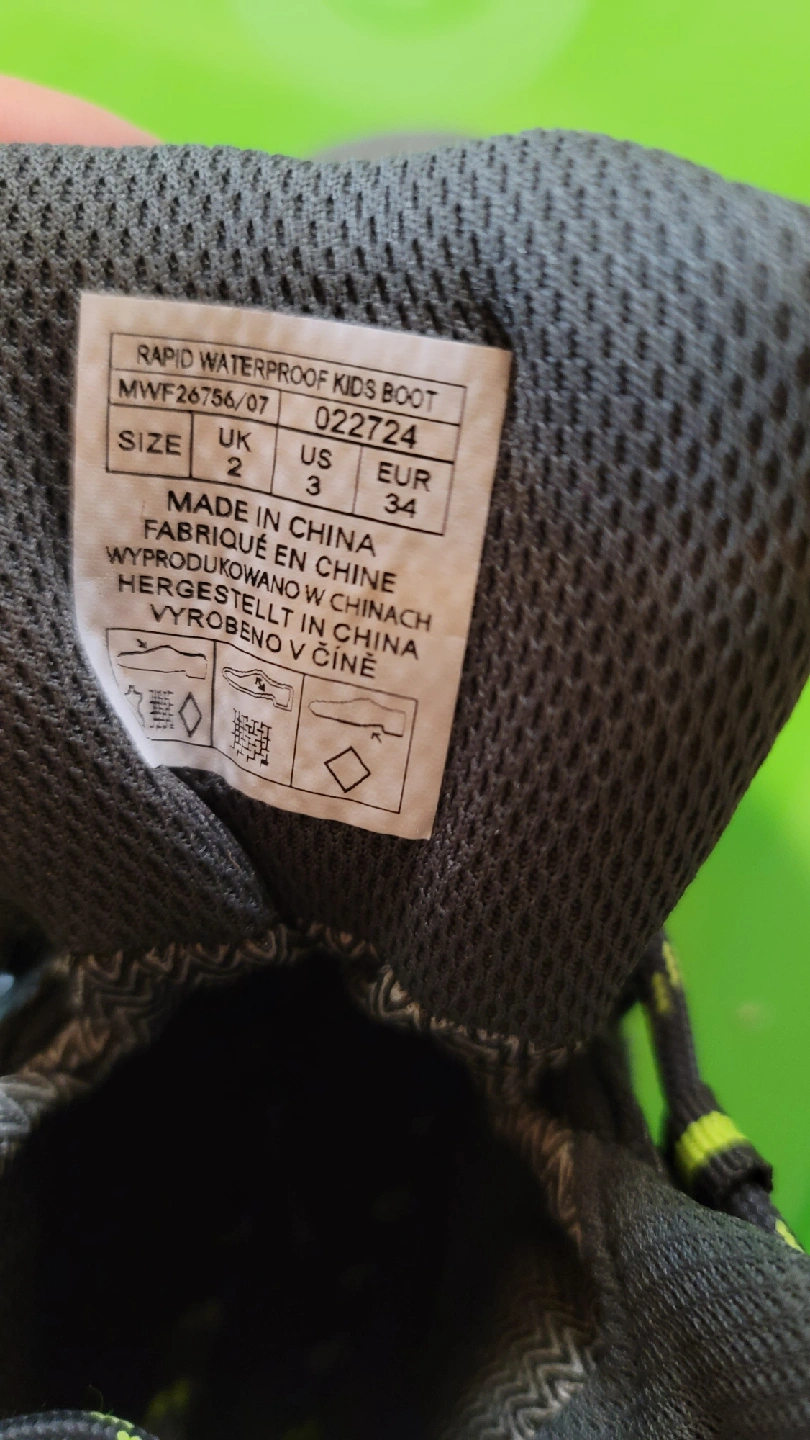 RAPID WATERPROOF KIDS BOOT
MWF26756/07 022724
SIZE UK 2 US 3 EUR 34
MADE IN CHINA
FABRIQUÉ EN CHINE
WYPRODUKOWANO W CHINACH
HERGESTELLT IN CHINA
VYROBENO V ČÍNĚ